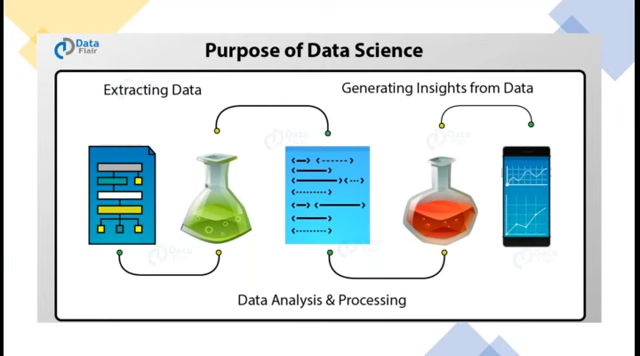 Data
Flair
Purpose of Data Science
Extracting Data
Generating Insights from Data
Data Analysis & Processing